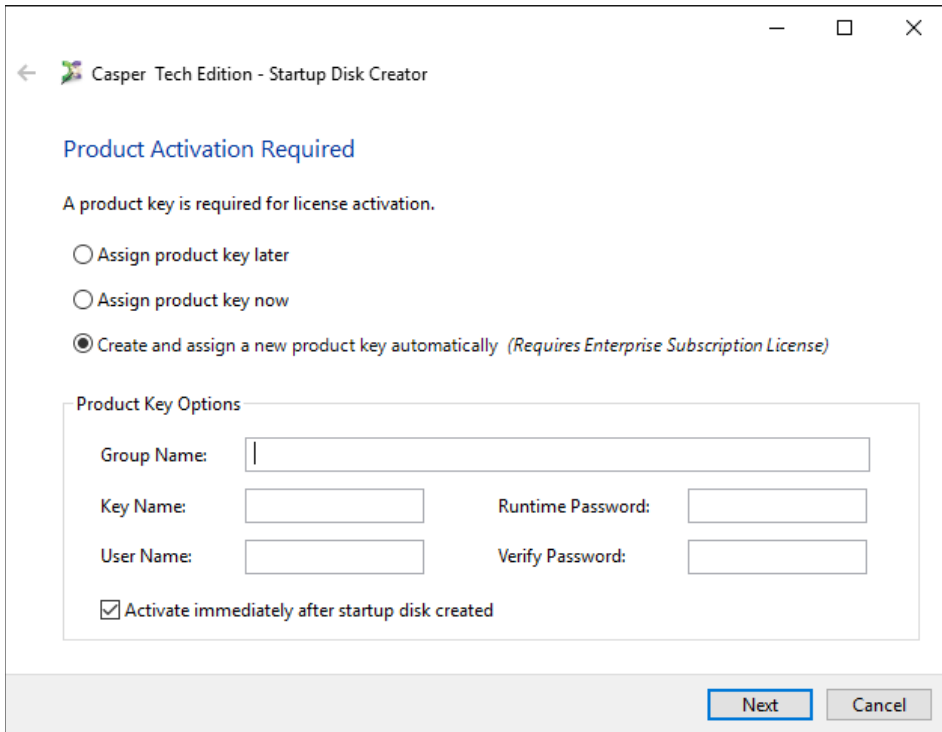 Casper Tech Edition - Startup Disk Creator
Product Activation Required
A product key is required for license activation.
Assign product key later
Assign product key now
Create and assign a new product key automatically (Requires Enterprise Subscription License)
Product Key Options
Group Name:
Key Name: Runtime Password:
User Name: Verify Password:
Activate immediately after startup disk created
Next Cancel